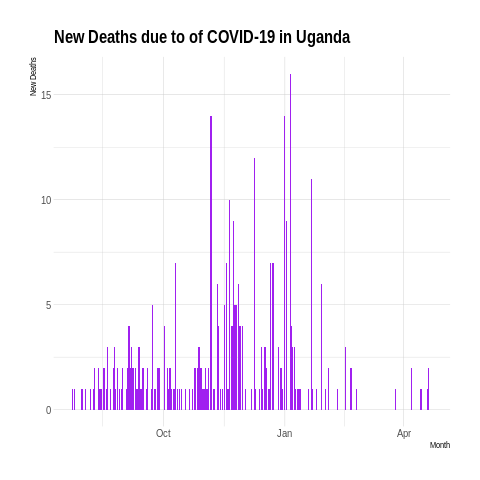 New Deaths due to of COVID-19 in Uganda
New Deaths
15
10
5
0
Oct
Jan
Apr
Month